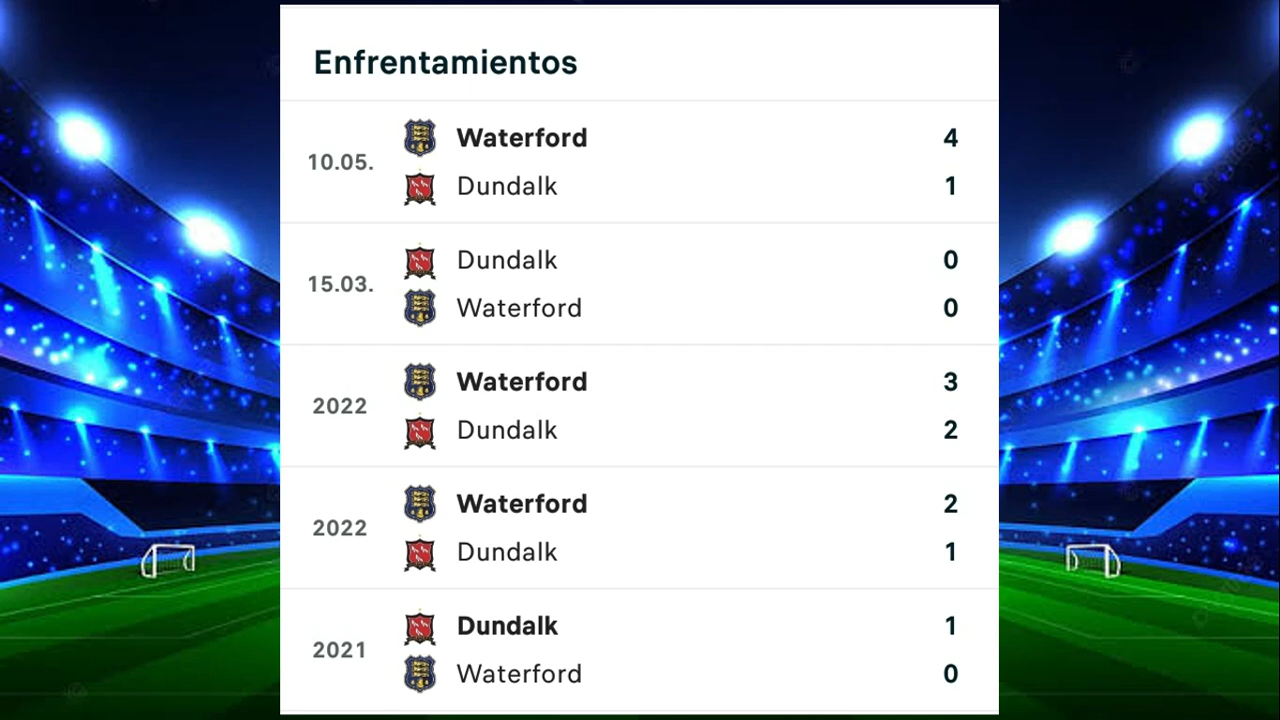 Enfrentamientos
10.05.
Waterford 4
Dundalk 1
15.03.
Dundalk 0
Waterford 0
2022
Waterford 3
Dundalk 2
2022
Waterford 2
Dundalk 1
2021
Dundalk 1
Waterford 0